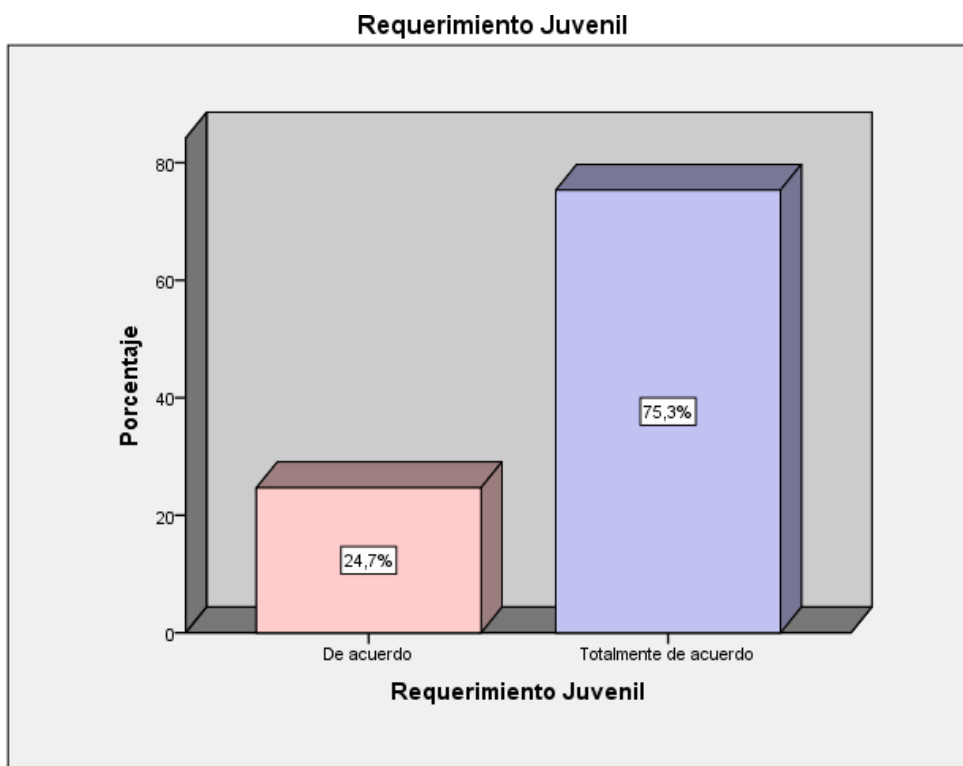 Requerimiento Juvenil
80
60
40
20
0
Porcentaje
24,7%
75,3%
De acuerdo
Totalmente de acuerdo
Requerimiento Juvenil